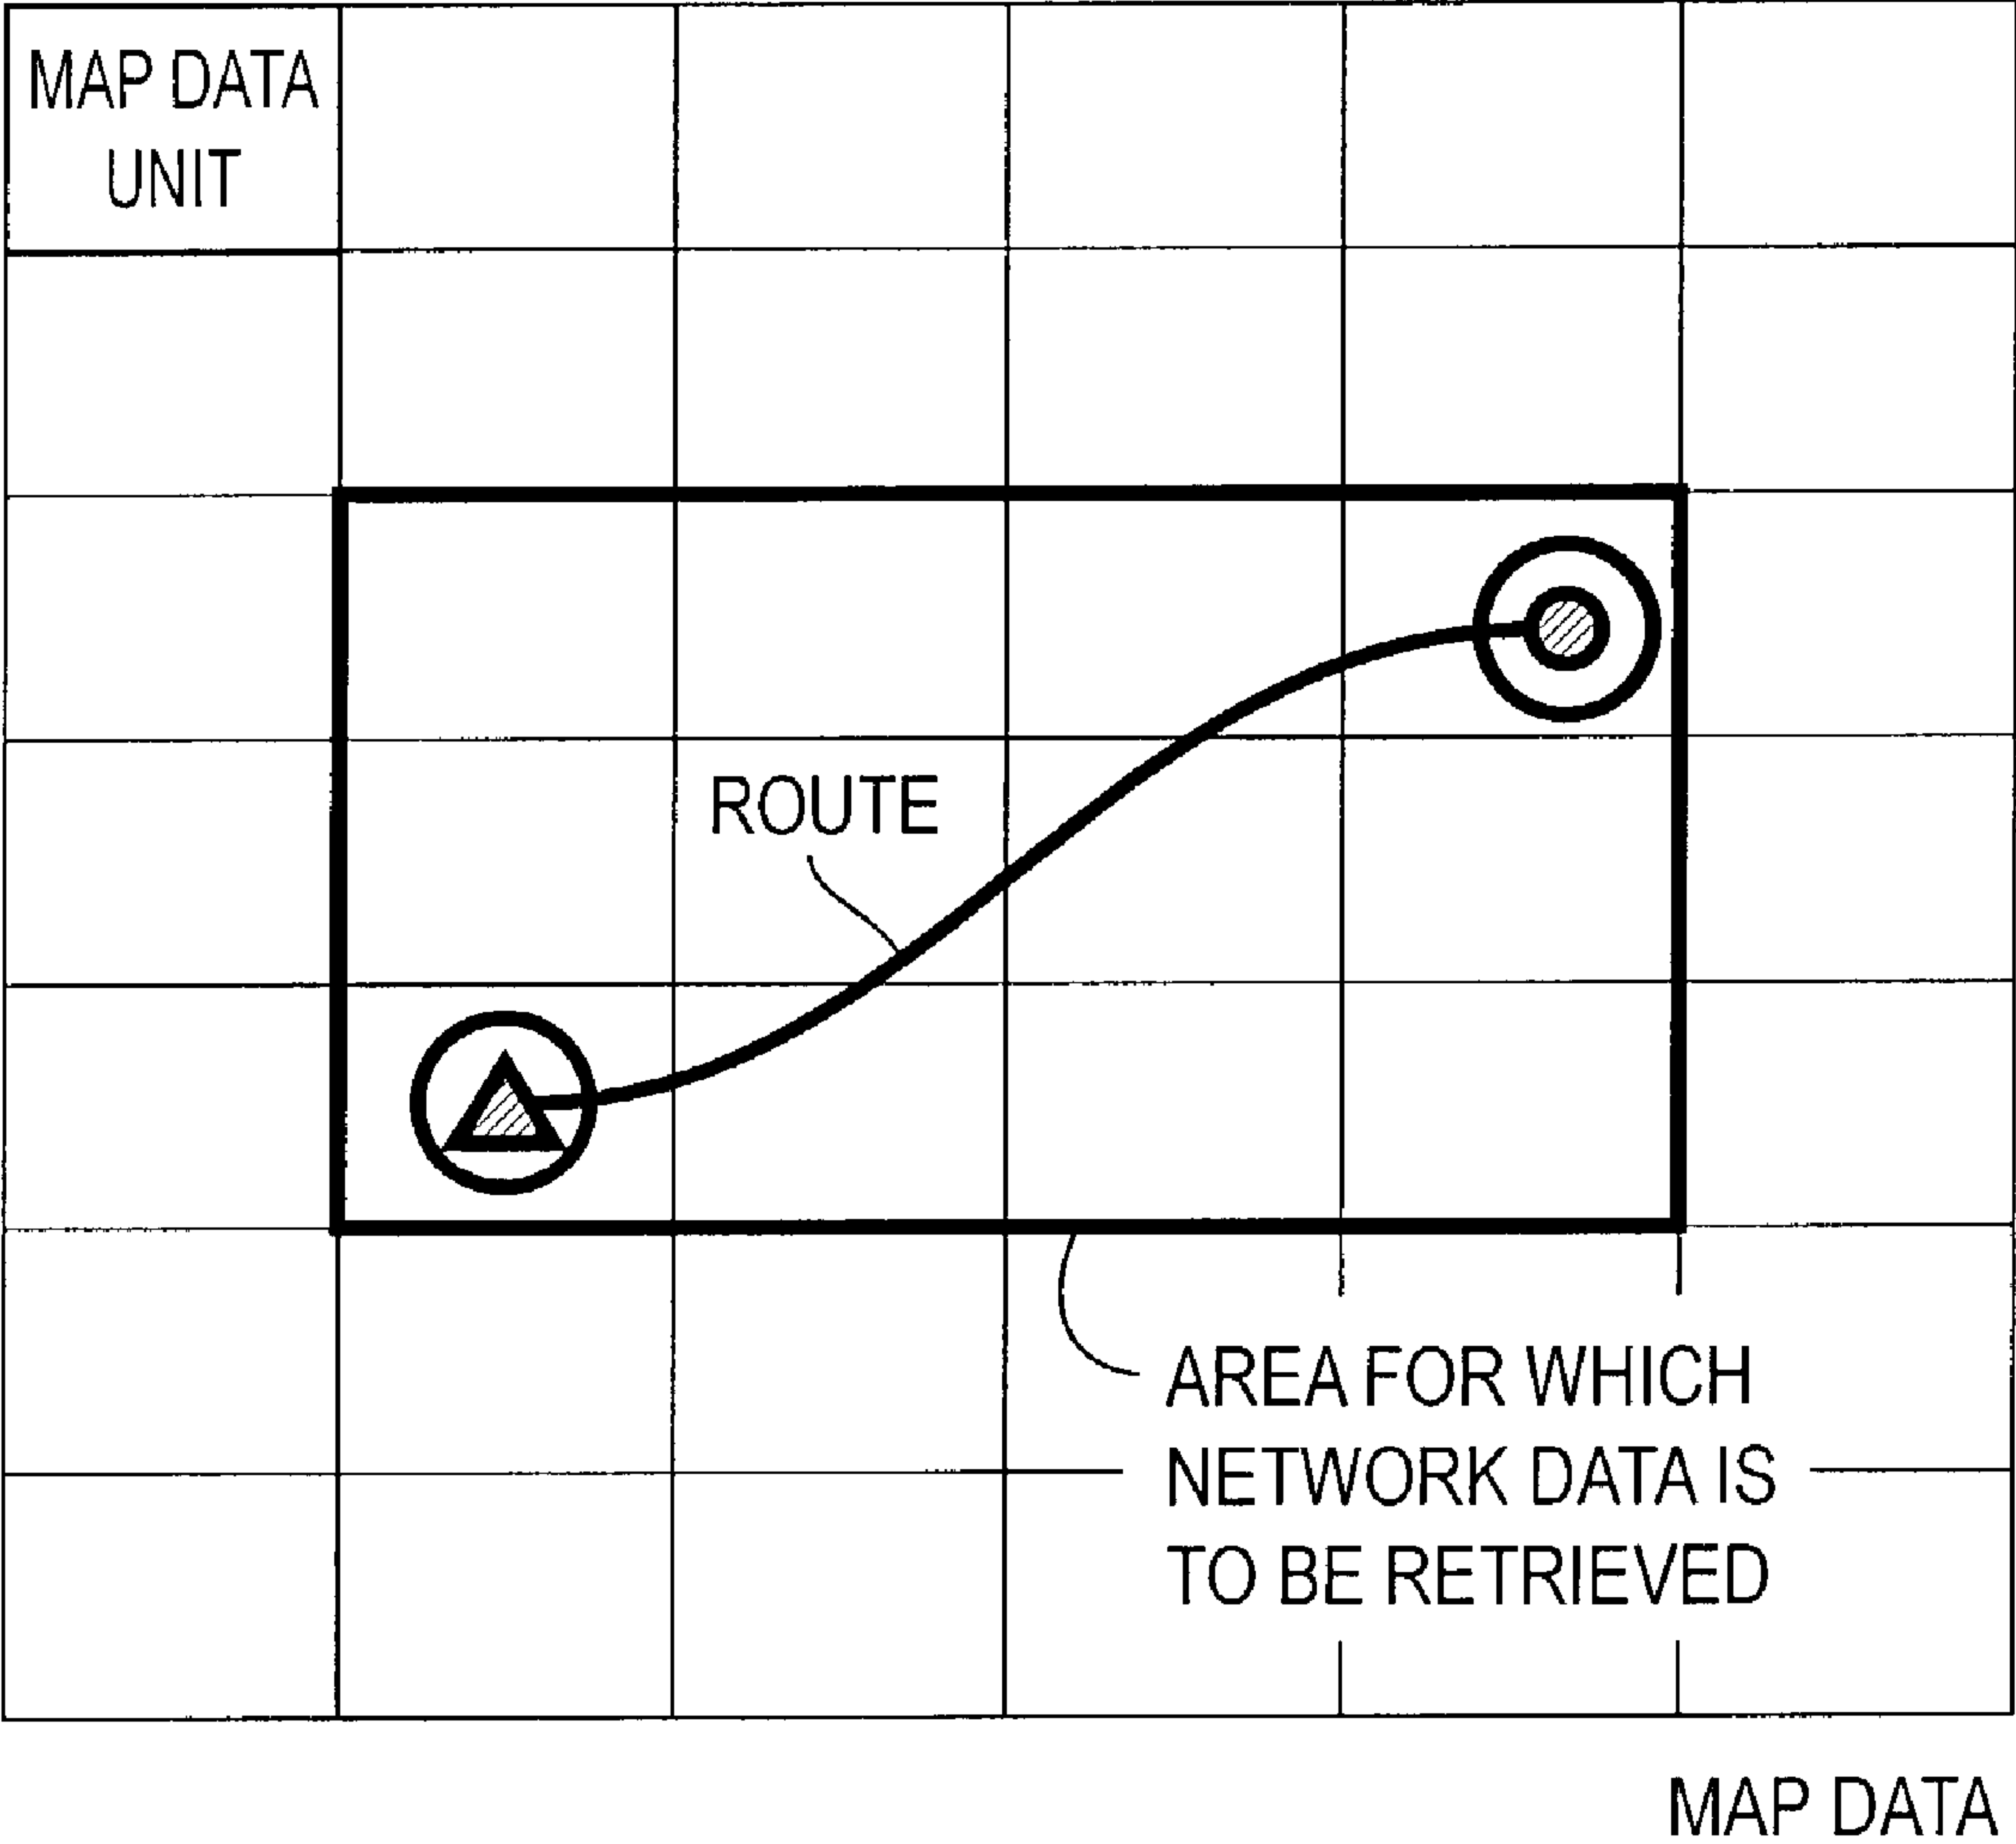 MAP DATA
UNIT
ROUTE
AREA FOR WHICH
NETWORK DATA IS
TO BE RETRIEVED
MAP DATA